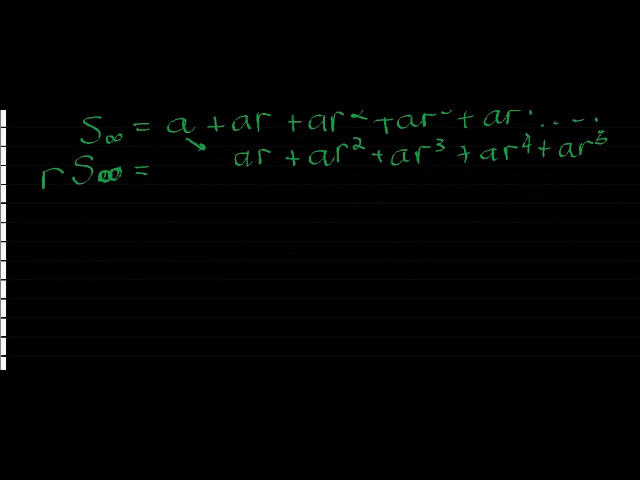 S∞ = a + ar + ar² + ar³ + ar⁴ .....
rS∞ = ar + ar² + ar³ + ar⁴ + ar⁵